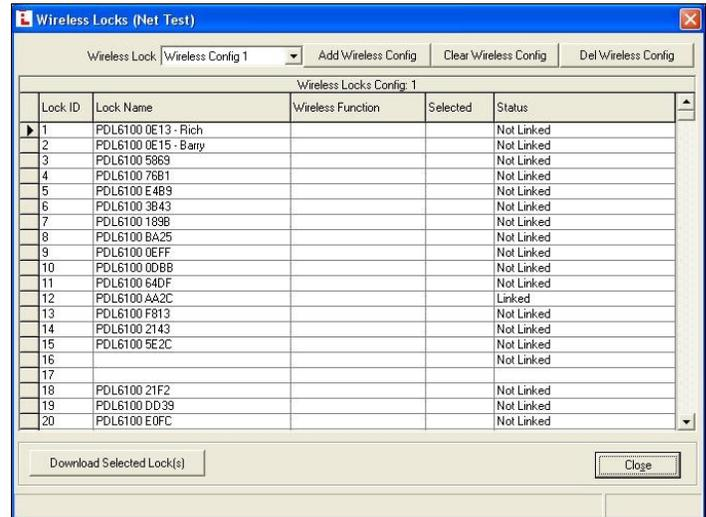 Wireless Locks (Net Test)
Wireless Lock Wireless Config 1 Add Wireless Config Clear Wireless Config Del Wireless Config
Wireless Locks Config: 1
Lock ID Lock Name Wireless Function Selected Status
1 PDL6100 0E13 - Rich Not Linked
2 PDL6100 0E15 - Barry Not Linked
3 PDL6100 5869 Not Linked
4 PDL6100 76B1 Not Linked
5 PDL6100 E4B9 Not Linked
6 PDL6100 3B43 Not Linked
7 PDL6100 189B Not Linked
8 PDL6100 BA25 Not Linked
9 PDL6100 0EFF Not Linked
10 PDL6100 0DBB Not Linked
11 PDL6100 64DF Not Linked
12 PDL6100 AA2C Linked
13 PDL6100 F813 Not Linked
14 PDL6100 2143 Not Linked
15 PDL6100 5E2C Not Linked
16 Not Linked
17
18 PDL6100 21F2 Not Linked
19 PDL6100 DD39 Not Linked
20 PDL6100 E0FC Not Linked
Download Selected Lock(s) Close